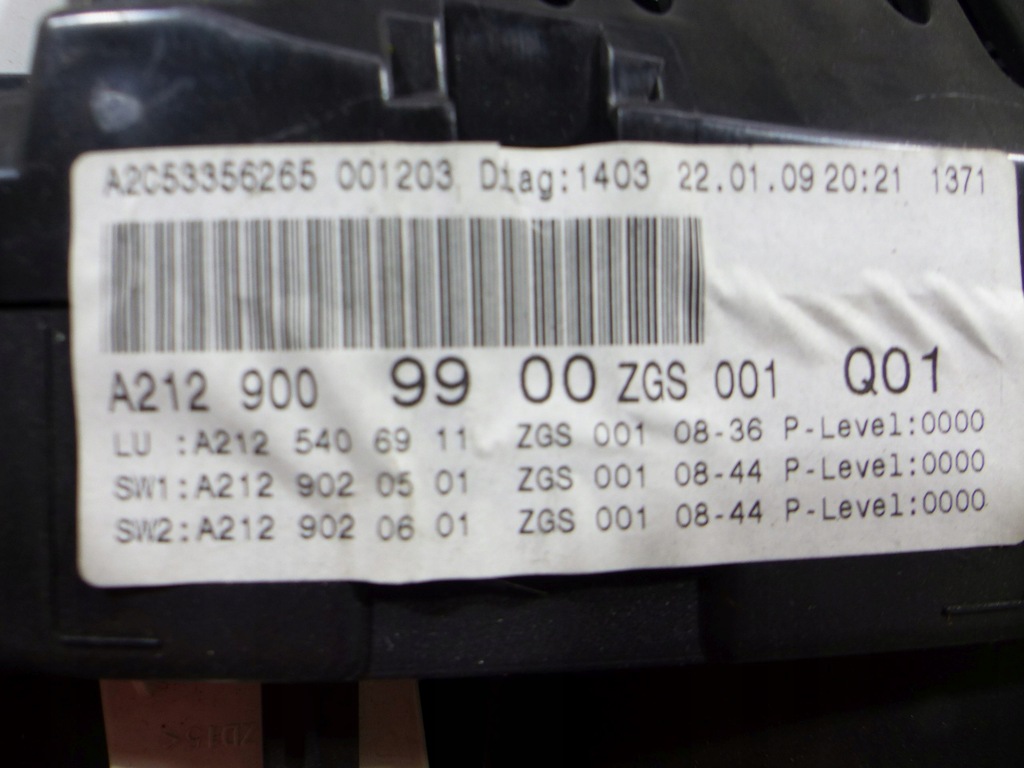 A2C53356265 001203 Diag:1403 22.01.09 20:21 1371
A212 900 99 00 ZGS 001 Q01
LU :A212 540 69 11 ZGS 001 08-36 P-Level:0000
SW1:A212 902 05 01 ZGS 001 08-44 P-Level:0000
SW2:A212 902 06 01 ZGS 001 08-44 P-Level:0000